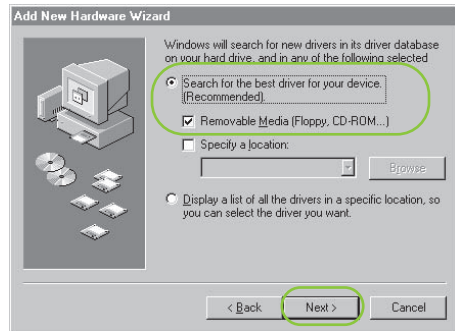 Add New Hardware Wizard
Windows will search for new drivers in its driver database
on your hard drive, and in any of the following selected
Search for the best driver for your device.
(Recommended).
Removable Media (Floppy, CD-ROM...)
Specify a location:
Browse
Display a list of all the drivers in a specific location, so
you can select the driver you want.
< Back
Next >
Cancel